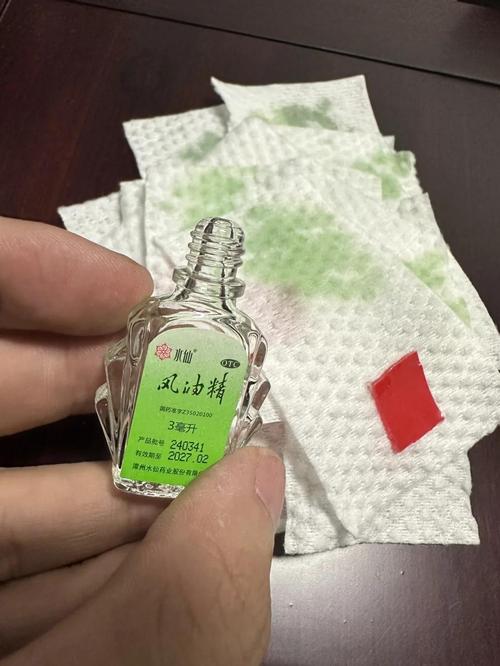 水仙®
OTC
风油精
国药准字Z35020100
3毫升
产品批号 240341
有效期至 2027.02
漳州水仙药业股份有限